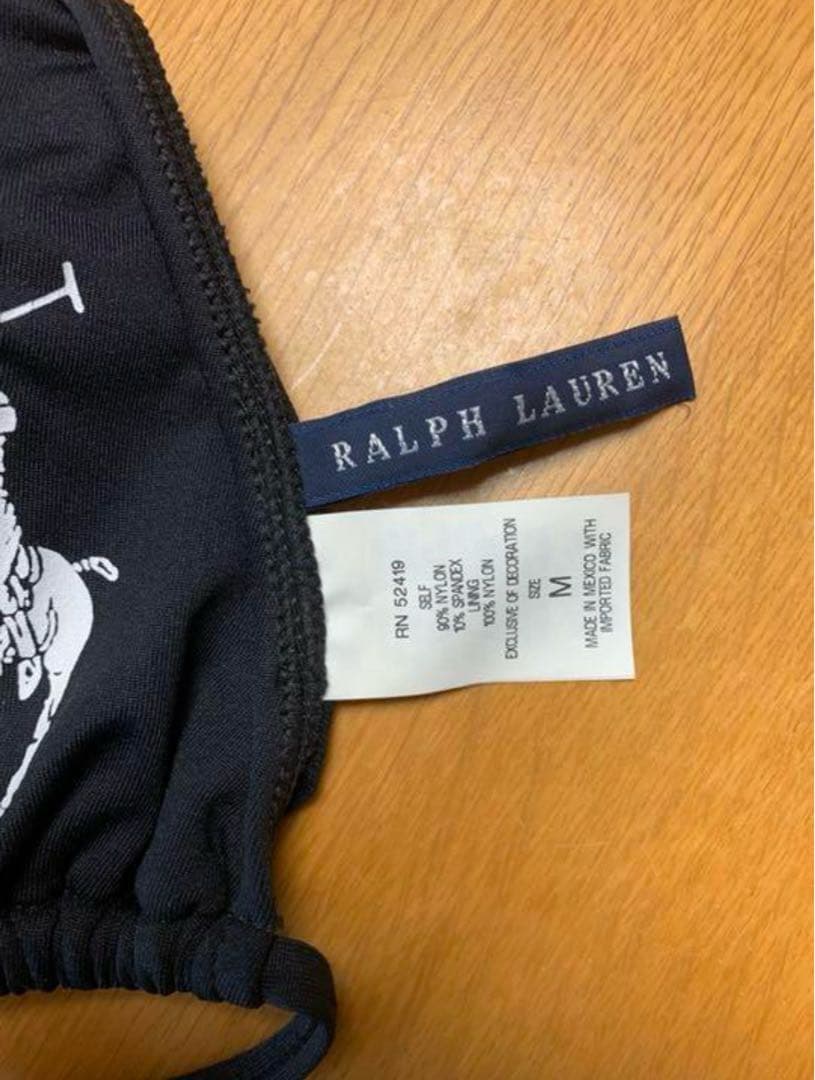 RALPH LAUREN
RN 52419
SELF
90% NYLON
10% SPANDEX
LINING
100% NYLON
EXCLUSIVE OF DECORATION
SIZE
M
MADE IN MEXICO WITH
IMPORTED FABRIC